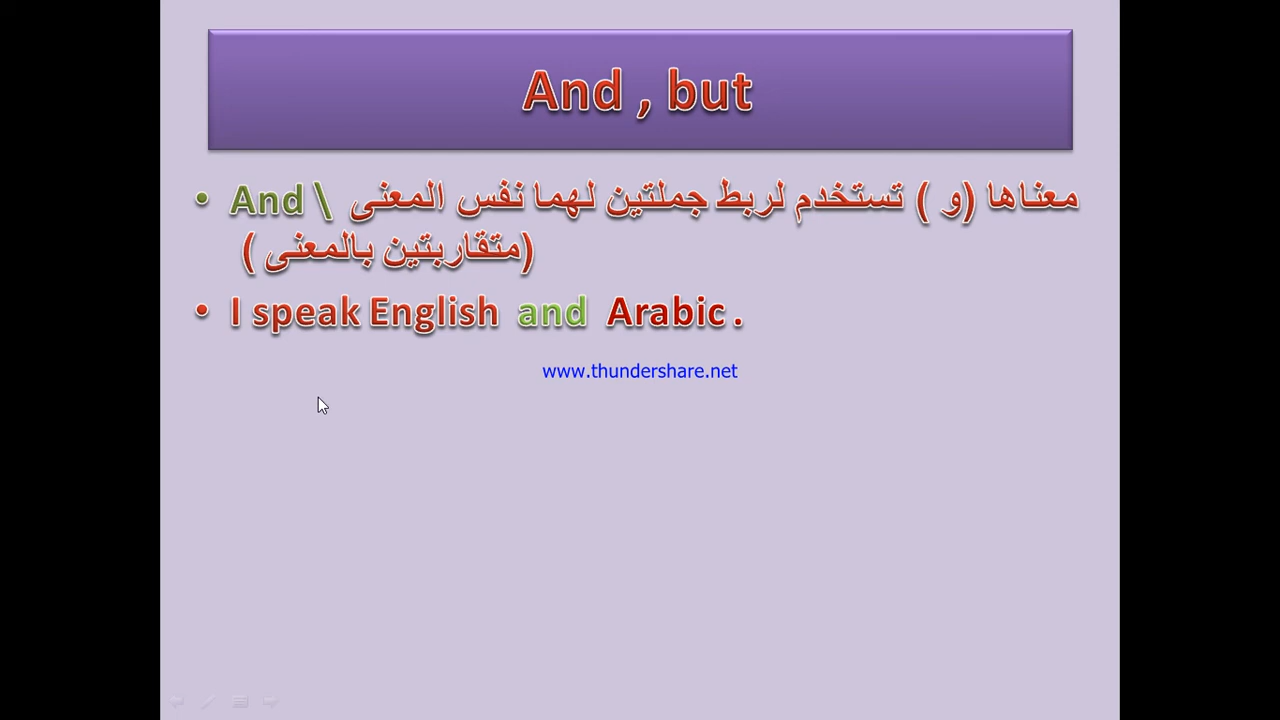 And , but
• And \ معناها (و ) تستخدم لربط جملتين لهما نفس المعنى
(متقاربتين بالمعنى )
• I speak English and Arabic .
www.thundershare.net